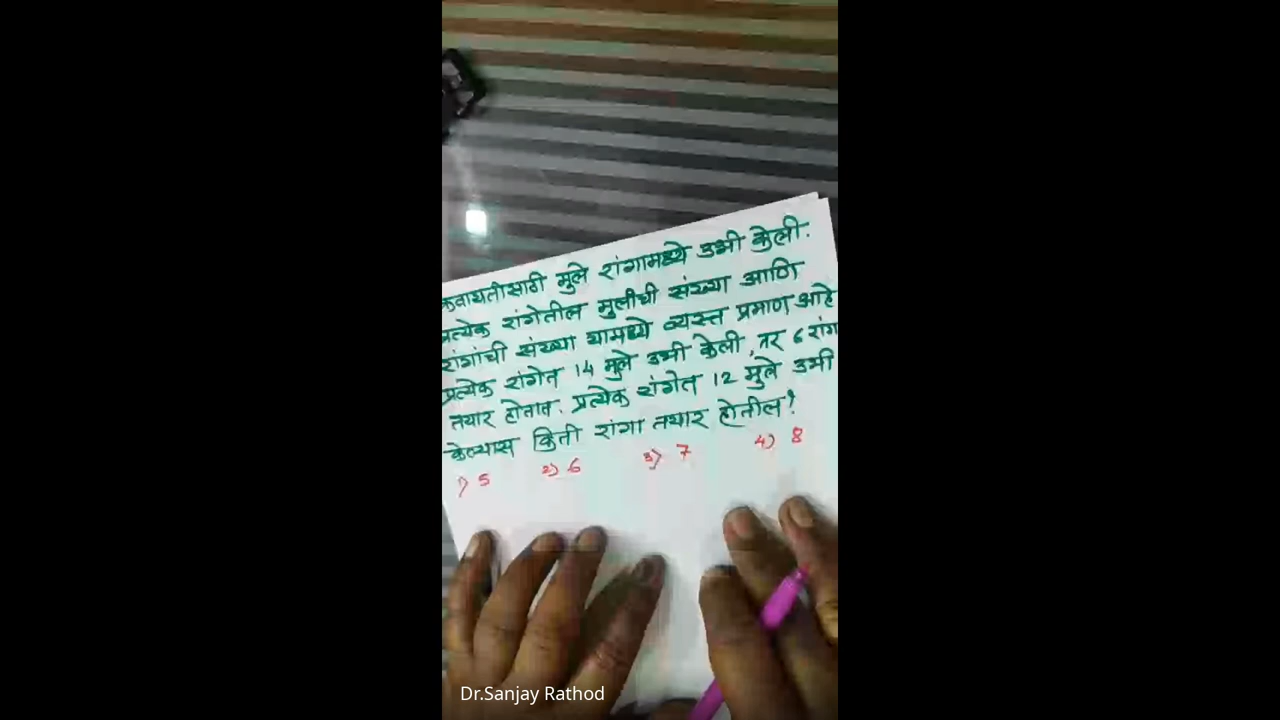 कवायतीसाठी मुले रांगामध्ये उभी केली.
प्रत्येक रांगेतील मुलींची संख्या आणि
रांगांची संख्या यामध्ये व्यस्त प्रमाण आहे
प्रत्येक रांगेत 14 मुले उभी केली, तर 6 रांग
तयार होतात. प्रत्येक रांगेत 12 मुले उभी
केल्यास किती रांगा तयार होतील?
1) 5 2) 6 3) 7 4) 8
Dr.Sanjay Rathod